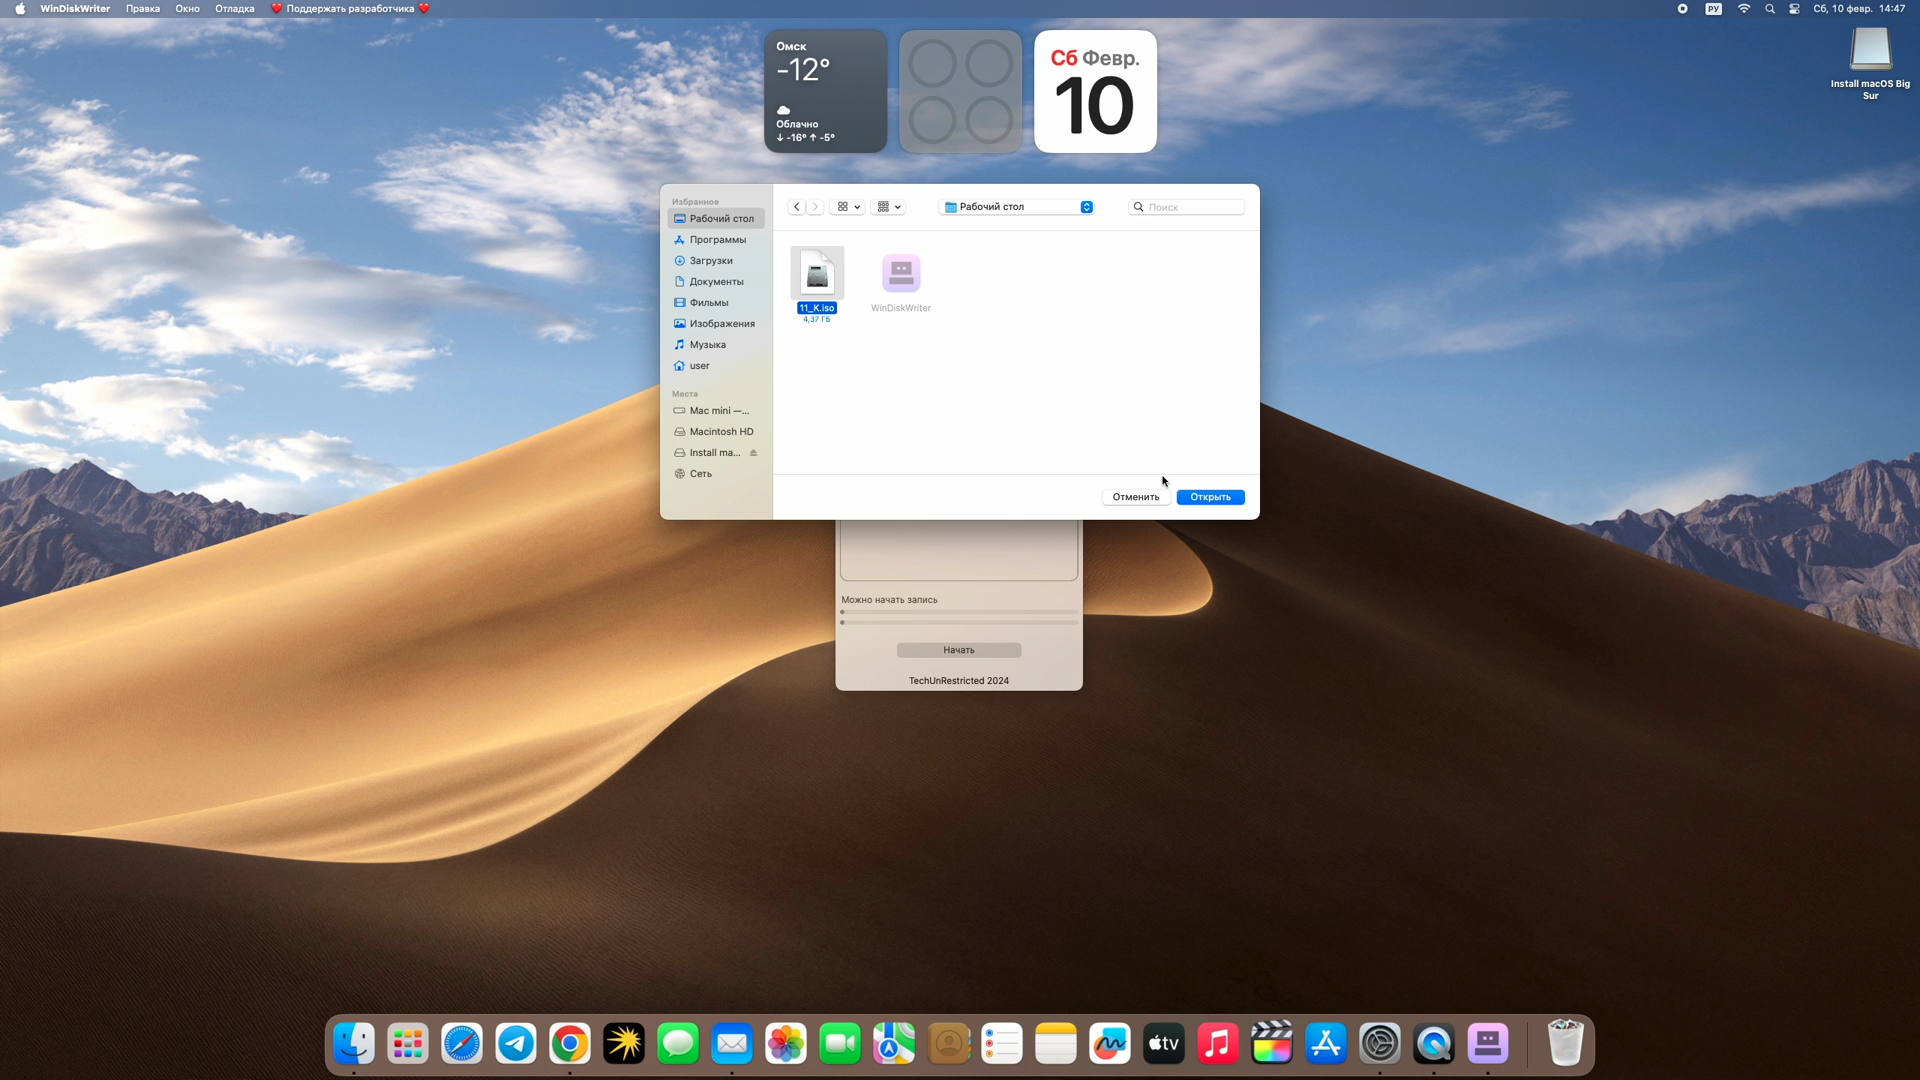 WinDiskWriter Правка Окно Отладка ❤️ Поддержать разработчика ❤️
РУ Сб, 10 февр. 14:47
Омск
-12°
Облачно
↓ -16° ↑ -5°
Сб Февр.
10
Install macOS Big
Sur
Избранное
Рабочий стол
Программы
Загрузки
Документы
Фильмы
Изображения
Музыка
user
Места
Mac mini —...
Macintosh HD
Install ma...
Сеть
Рабочий стол
Поиск
11_K.iso
4,37 ГБ
WinDiskWriter
Отменить
Открыть
Можно начать запись
Начать
TechUnRestricted 2024
tv